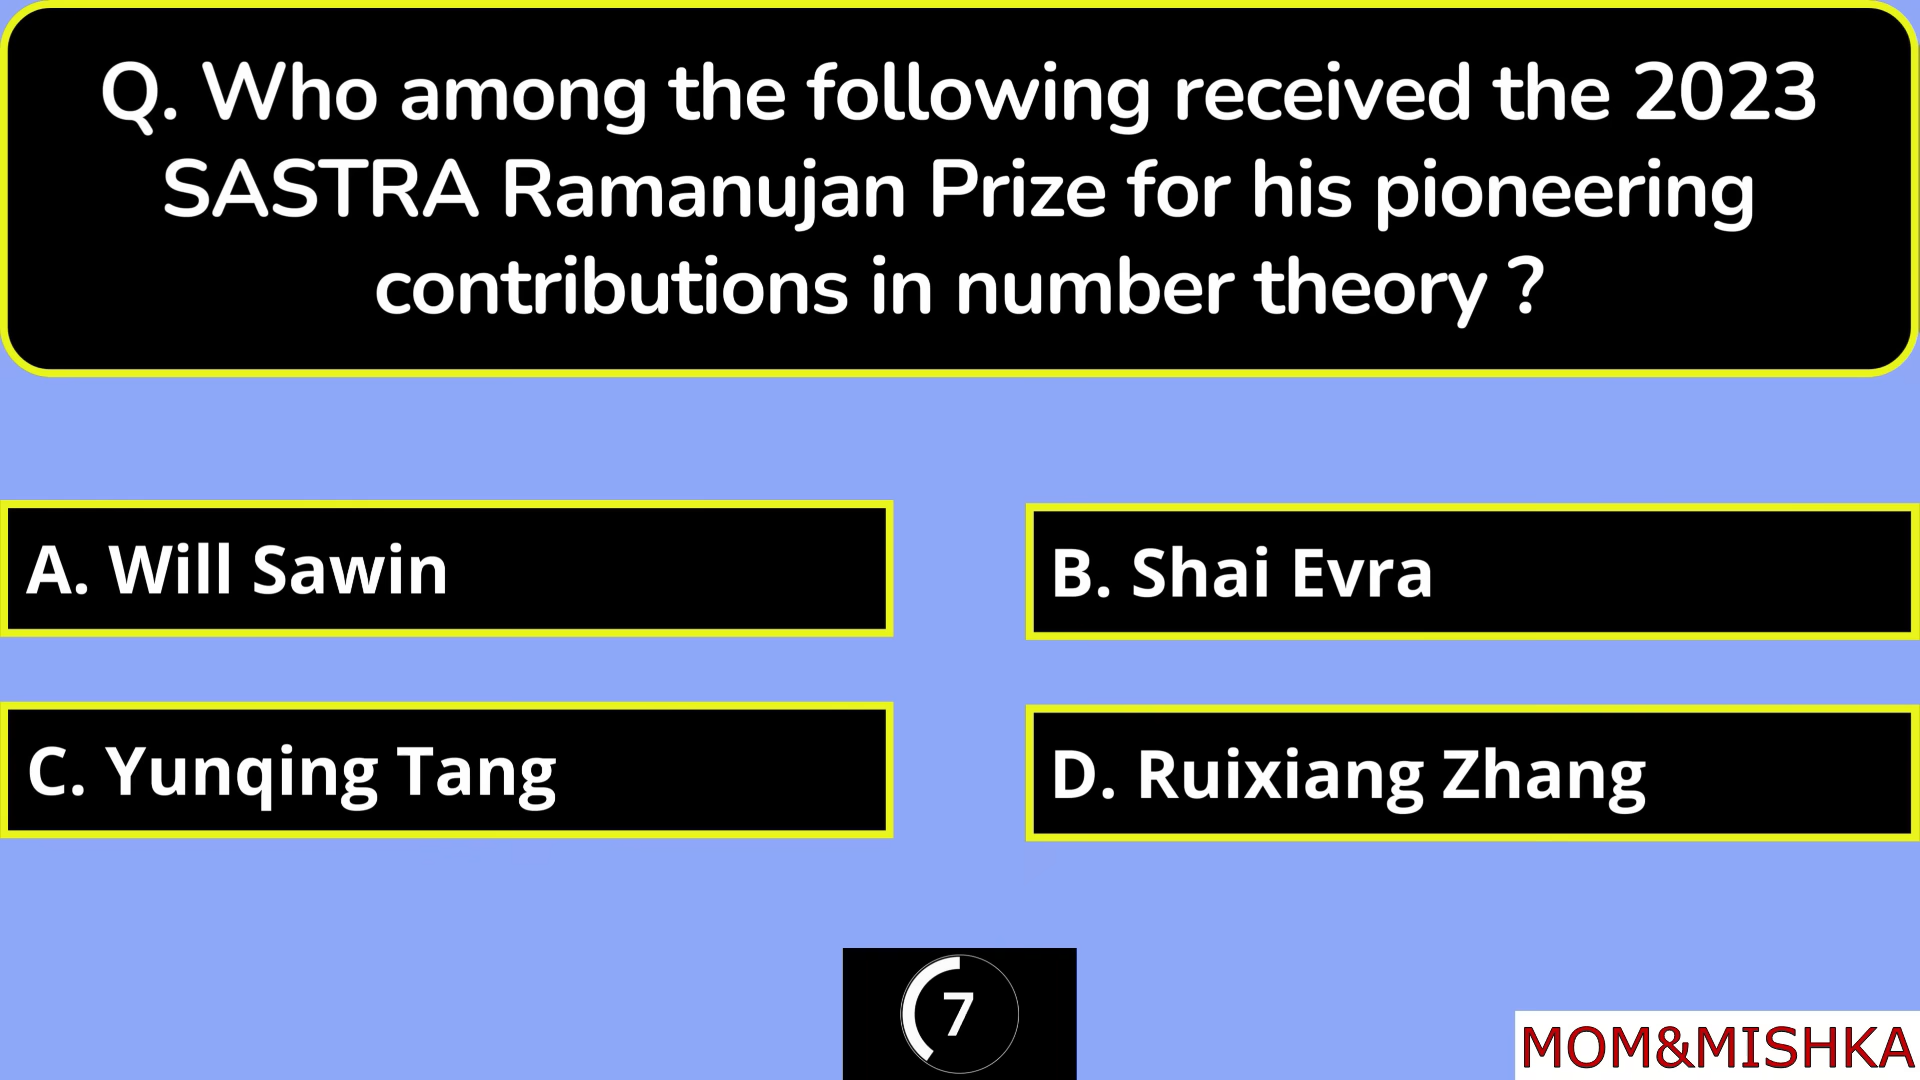 Q. Who among the following received the 2023
SASTRA Ramanujan Prize for his pioneering
contributions in number theory ?
A. Will Sawin
B. Shai Evra
C. Yunqing Tang
D. Ruixiang Zhang
7
MOM&MISHKA